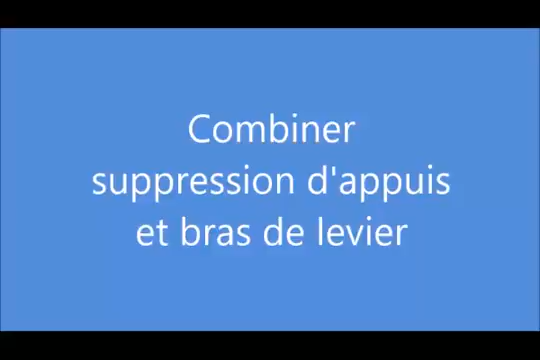 Combiner
suppression d'appuis
et bras de levier